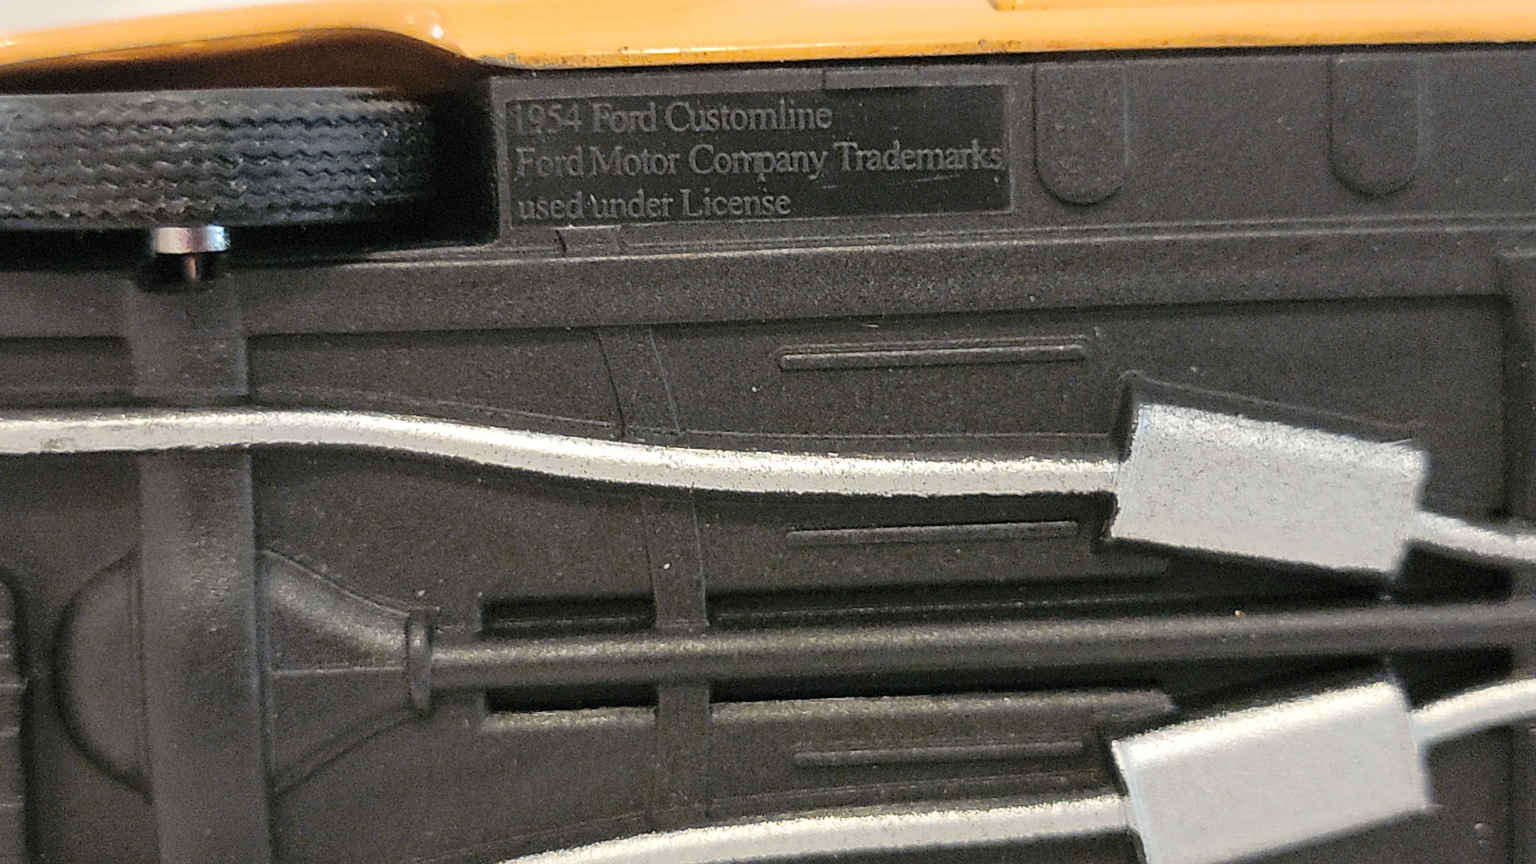 1954 Ford Customline
Ford Motor Company Trademarks
used under License